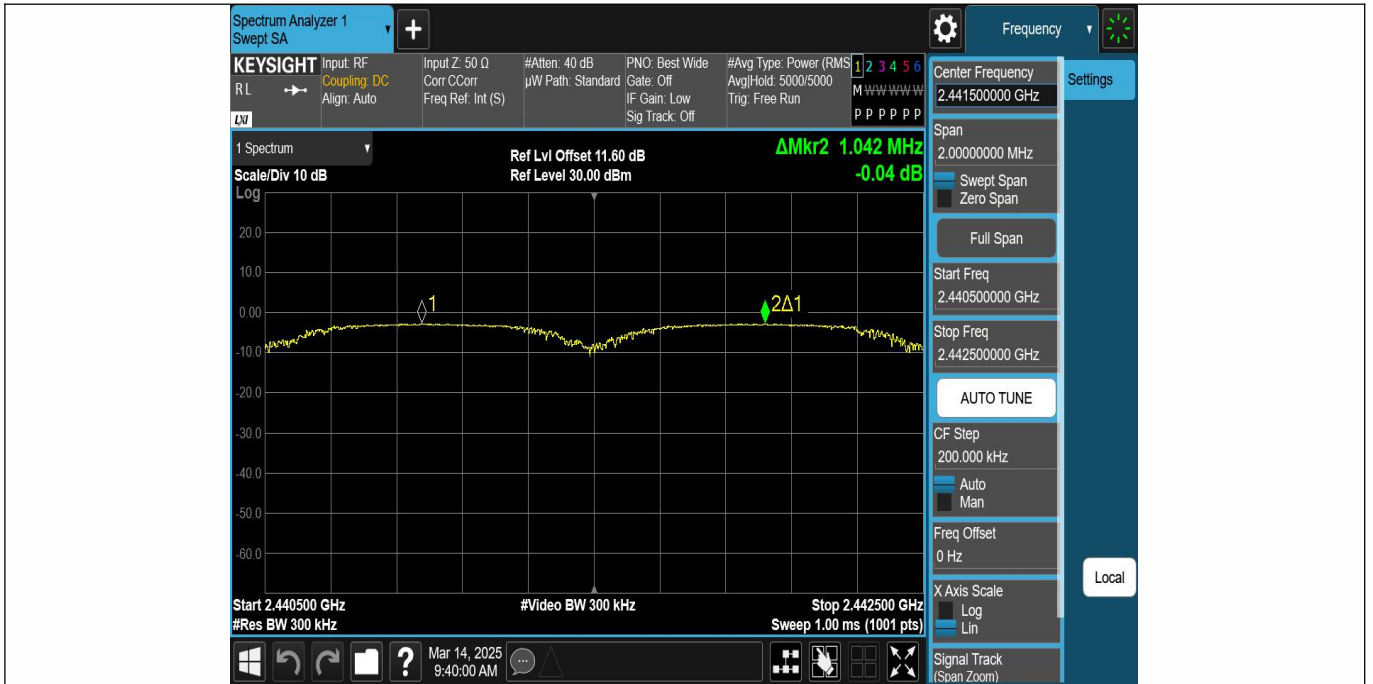 Spectrum Analyzer 1
Swept SA
+
Frequency
KEYSIGHT
RL
LXI
Input: RF
Coupling: DC
Align: Auto
Input Z: 50 Ω
Corr CCorr
Freq Ref: Int (S)
#Atten: 40 dB
µW Path: Standard
PNO: Best Wide
Gate: Off
IF Gain: Low
Sig Track: Off
#Avg Type: Power (RMS
Avg|Hold: 5000/5000
Trig: Free Run
1 2 3 4 5 6
M W W W W W
P P P P P P
1 Spectrum
Scale/Div 10 dB
Ref Lvl Offset 11.60 dB
Ref Level 30.00 dBm
ΔMkr2 1.042 MHz
-0.04 dB
Log
20.0
10.0
0.00
-10.0
-20.0
-30.0
-40.0
-50.0
-60.0
1
2Δ1
Start 2.440500 GHz
#Res BW 300 kHz
#Video BW 300 kHz
Stop 2.442500 GHz
Sweep 1.00 ms (1001 pts)
?
Mar 14, 2025
9:40:00 AM
Center Frequency
2.441500000 GHz
Settings
Span
2.00000000 MHz
Swept Span
Zero Span
Full Span
Start Freq
2.440500000 GHz
Stop Freq
2.442500000 GHz
AUTO TUNE
CF Step
200.000 kHz
Auto
Man
Freq Offset
0 Hz
X Axis Scale
Log
Lin
Local
Signal Track
(Span Zoom)